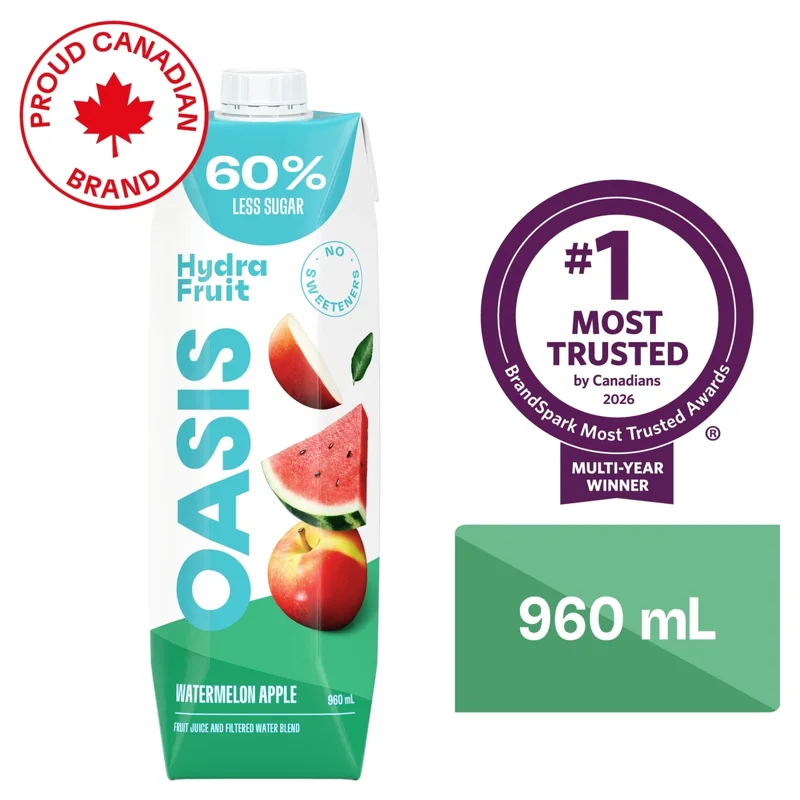 PROUD CANADIAN
BRAND
60%
LESS SUGAR
Hydra
Fruit
NO
SWEETENERS
OASIS
WATERMELON APPLE
960 mL
FRUIT JUICE AND FILTERED WATER BLEND
#1
MOST
TRUSTED
by Canadians
2026
BrandSpark Most Trusted Awards
®
MULTI-YEAR
WINNER
960 mL